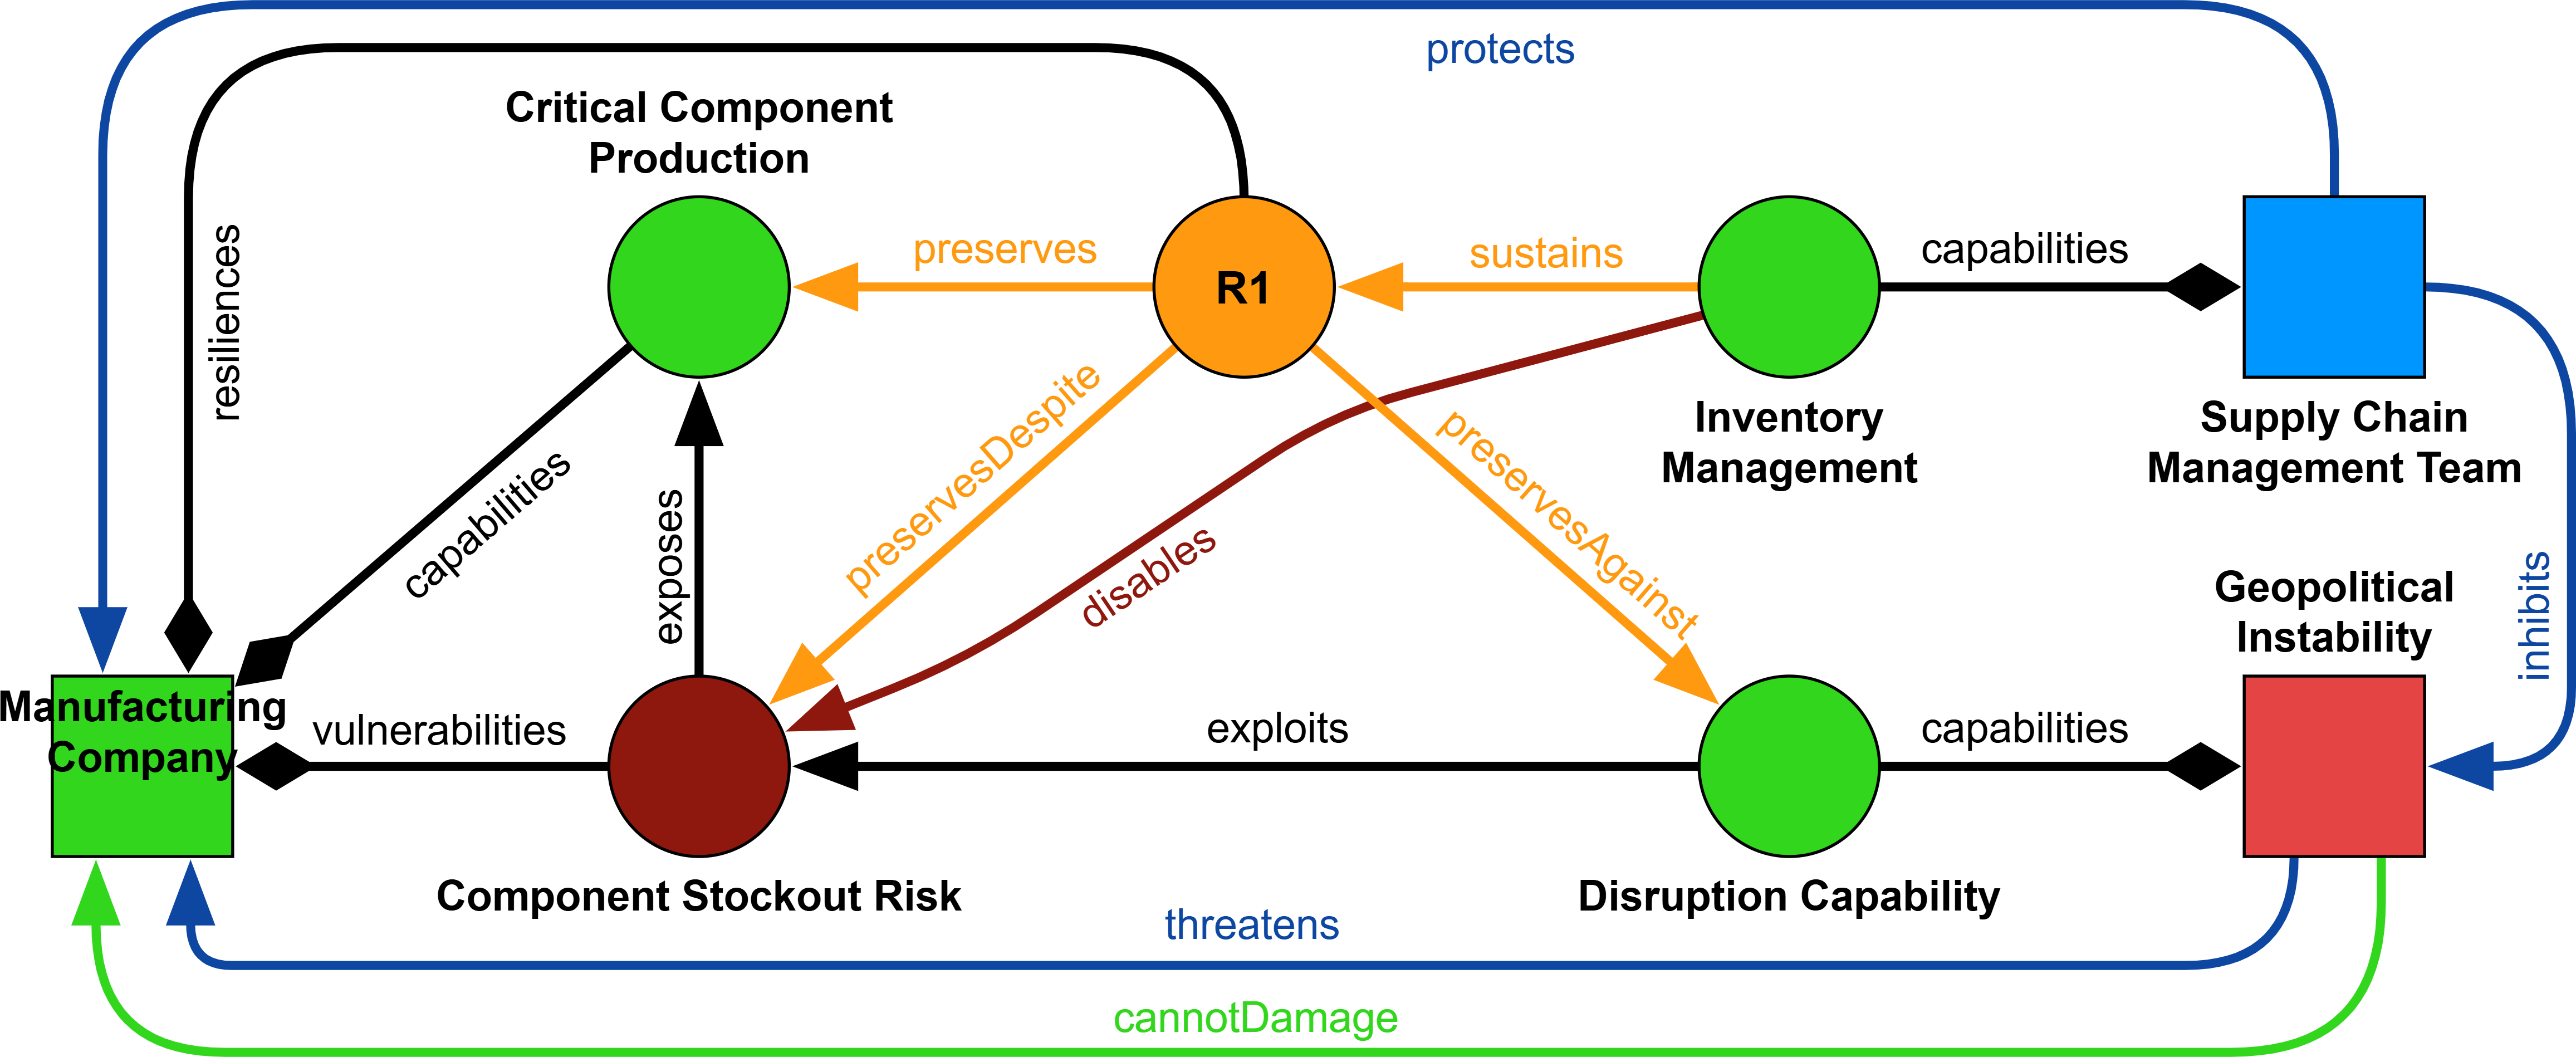 protects
Critical Component
Production
resiliences
preserves
R1
sustains
capabilities
capabilities
exposes
preservesDespite
disables
preservesAgainst
Inventory
Management
Supply Chain
Management Team
inhibits
Geopolitical
Instability
Manufacturing
Company
vulnerabilities
exploits
capabilities
Component Stockout Risk
Disruption Capability
threatens
cannotDamage